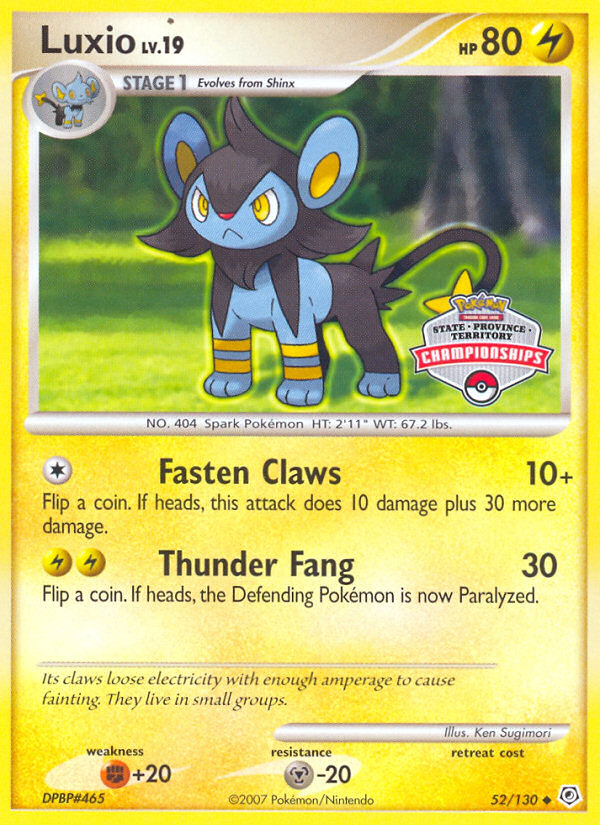 Luxio LV.19
HP 80
STAGE 1 Evolves from Shinx
Pokémon
TRADING CARD GAME
STATE • PROVINCE •
TERRITORY
CHAMPIONSHIPS
NO. 404 Spark Pokémon HT: 2'11" WT: 67.2 lbs.
Fasten Claws 10+
Flip a coin. If heads, this attack does 10 damage plus 30 more
damage.
Thunder Fang 30
Flip a coin. If heads, the Defending Pokémon is now Paralyzed.
Its claws loose electricity with enough amperage to cause
fainting. They live in small groups.
Illus. Ken Sugimori
weakness resistance retreat cost
+20 -20
DPBP#465 ©2007 Pokémon/Nintendo 52/130